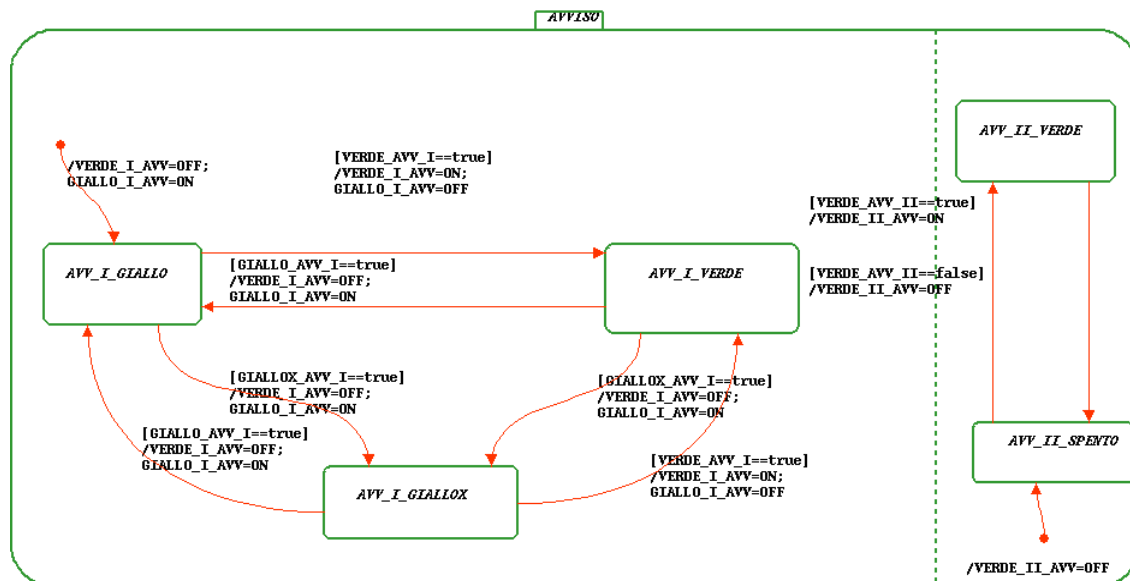 AVVISO
AVV_II_VERDE
/VERDE_I_AVV=OFF;
GIALLO_I_AVV=ON
[VERDE_AVV_I==true]
/VERDE_I_AVV=ON;
GIALLO_I_AVV=OFF
[VERDE_AVV_II==true]
/VERDE_II_AVV=ON
AVV_I_GIALLO
[GIALLO_AVV_I==true]
/VERDE_I_AVV=OFF;
GIALLO_I_AVV=ON
AVV_I_VERDE
[VERDE_AVV_II==false]
/VERDE_II_AVV=OFF
[GIALLOX_AVV_I==true]
/VERDE_I_AVV=OFF;
GIALLO_I_AVV=ON
[GIALLOX_AVV_I==true]
/VERDE_I_AVV=OFF;
GIALLO_I_AVV=ON
[GIALLO_AVV_I==true]
/VERDE_I_AVV=OFF;
GIALLO_I_AVV=ON
AVV_II_SPENTO
[VERDE_AVV_I==true]
/VERDE_I_AVV=ON;
GIALLO_I_AVV=OFF
AVV_I_GIALLOX
/VERDE_II_AVV=OFF